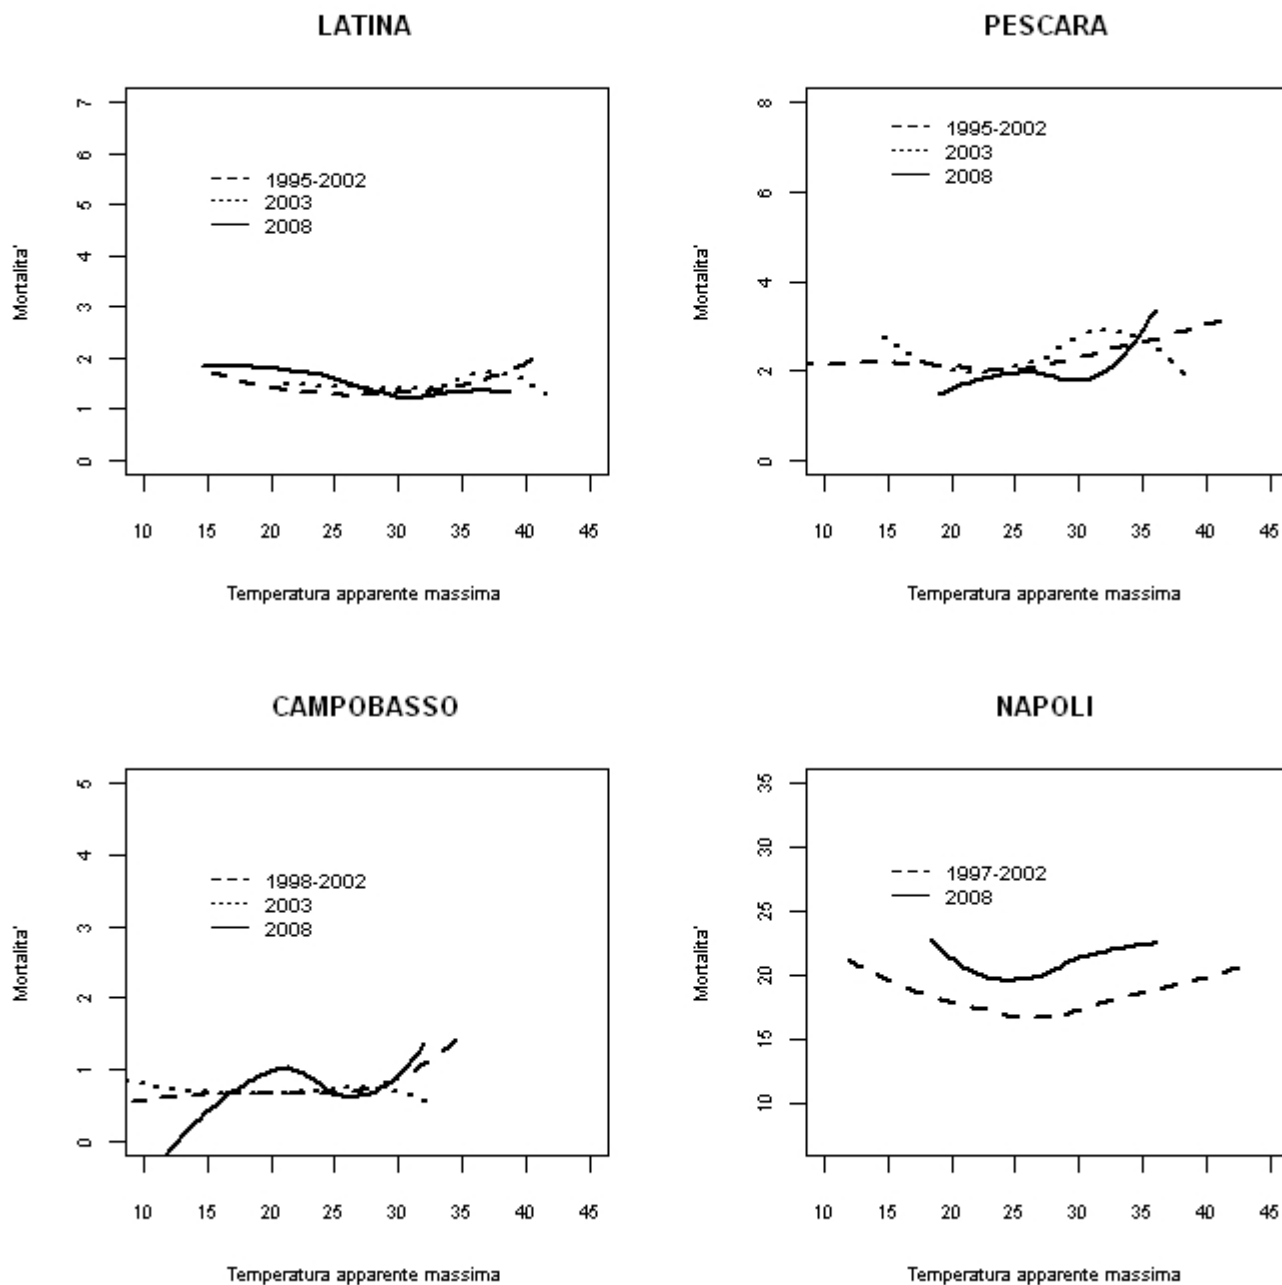 LATINA
7
6
5
4
3
2
1
0
Mortalita'
1995-2002
2003
2008
10 15 20 25 30 35 40 45
Temperatura apparente massima
PESCARA
8
6
4
2
0
Mortalita'
1995-2002
2003
2008
10 15 20 25 30 35 40 45
Temperatura apparente massima
CAMPOBASSO
5
4
3
2
1
0
Mortalita'
1998-2002
2003
2008
10 15 20 25 30 35 40 45
Temperatura apparente massima
NAPOLI
35
30
25
20
15
10
Mortalita'
1997-2002
2008
10 15 20 25 30 35 40 45
Temperatura apparente massima